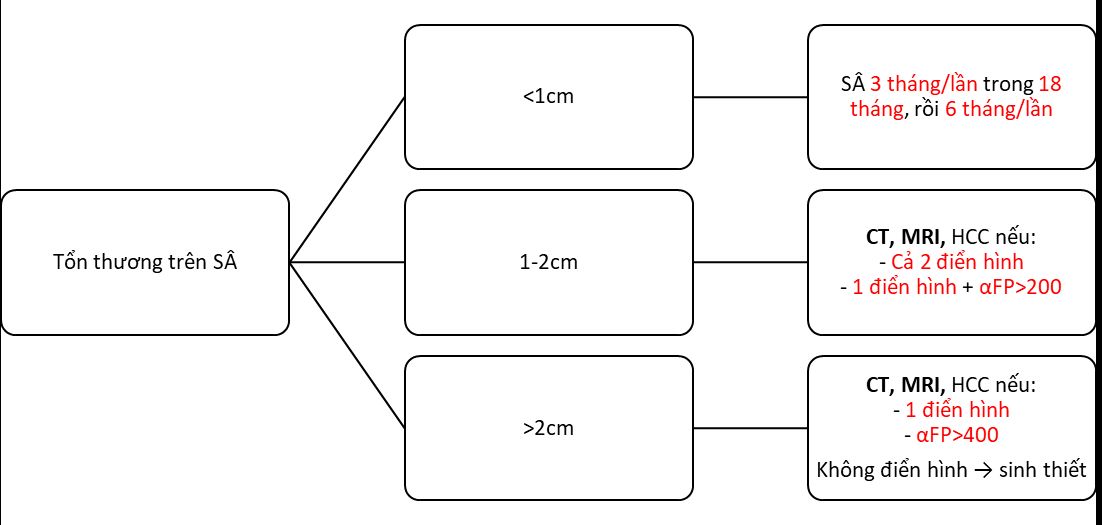 Tổn thương trên SÂ
<1cm
SÂ 3 tháng/lần trong 18
tháng, rồi 6 tháng/lần
1-2cm
CT, MRI, HCC nếu:
- Cả 2 điển hình
- 1 điển hình + αFP>200
>2cm
CT, MRI, HCC nếu:
- 1 điển hình
- αFP>400
Không điển hình → sinh thiết